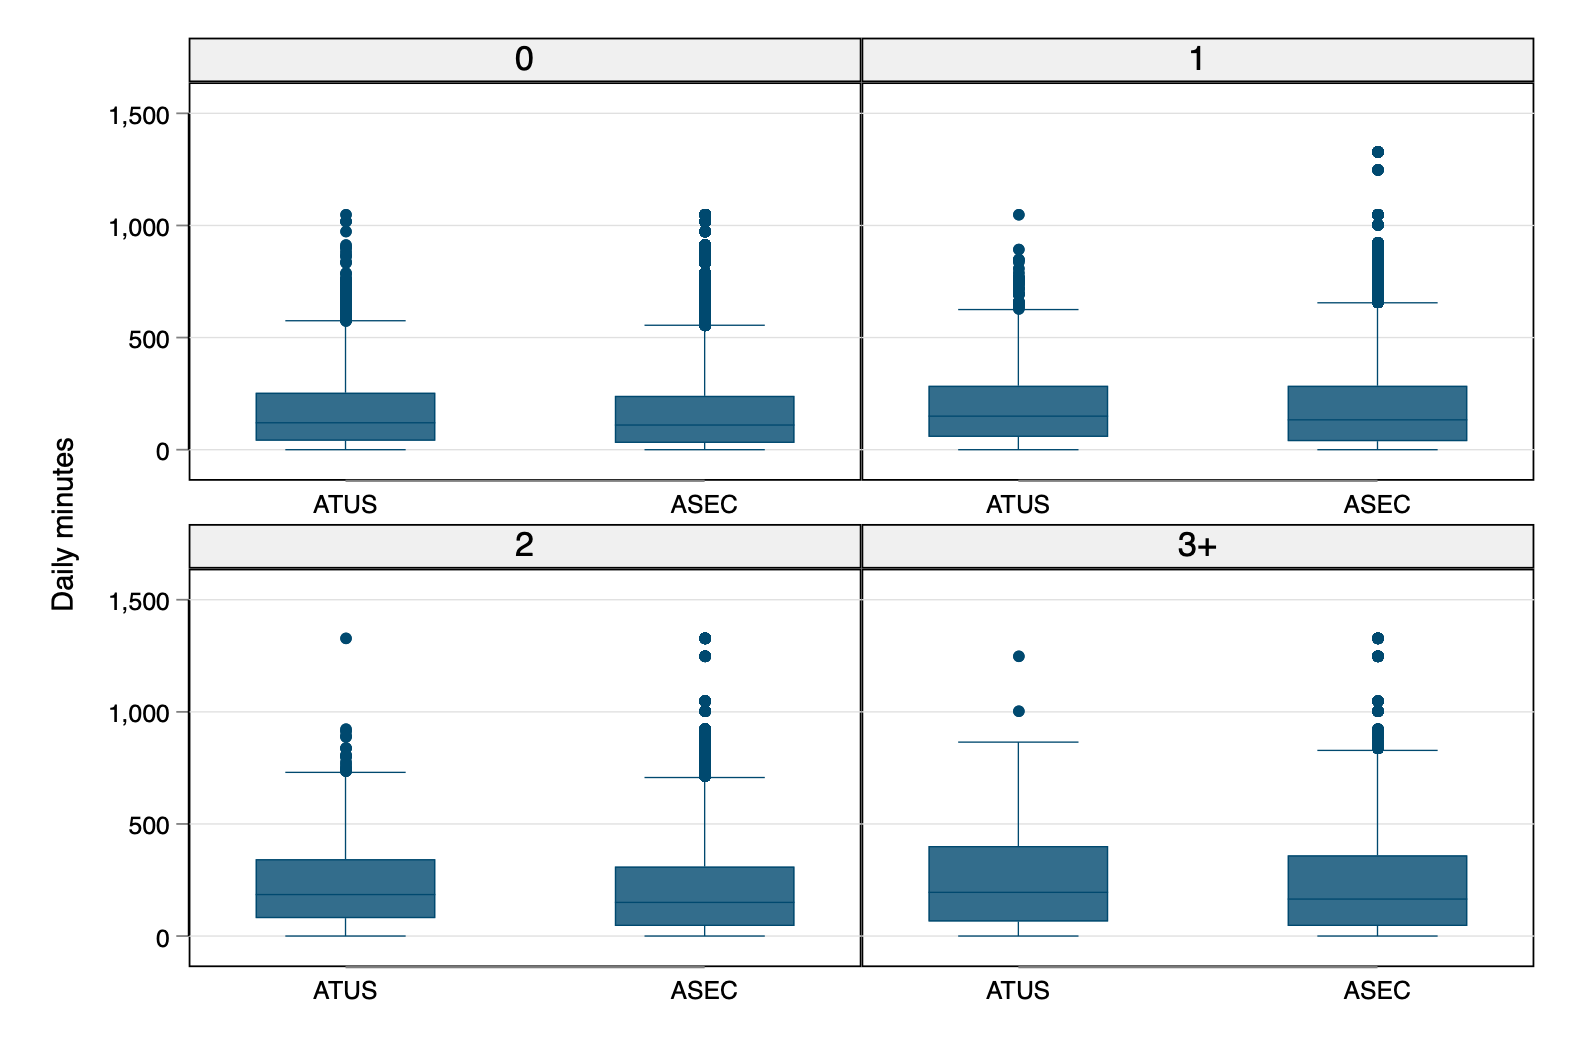 0
1
1,500
1,000
500
0
ATUS
ASEC
ATUS
ASEC
Daily minutes
2
3+
1,500
1,000
500
0
ATUS
ASEC
ATUS
ASEC